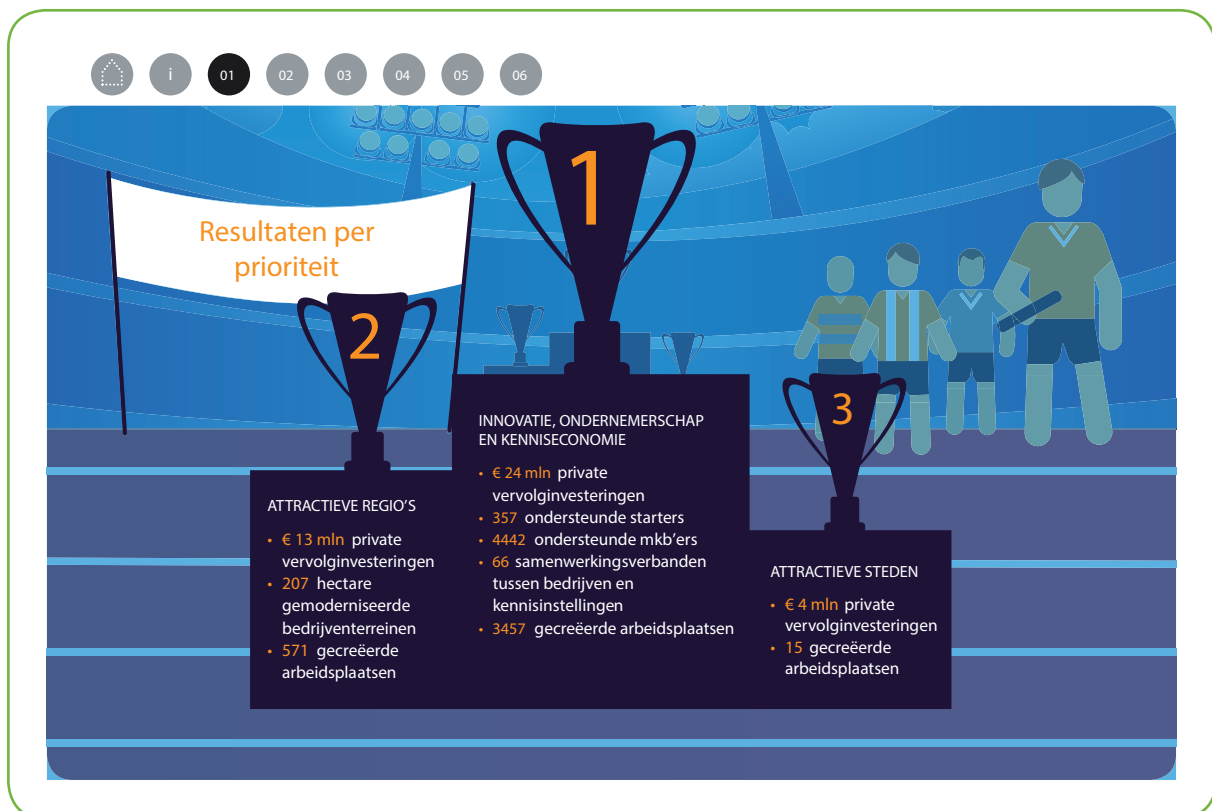 i
01
02
03
04
05
06
Resultaten per
prioriteit
1
2
3
INNOVATIE, ONDERNEMERSCHAP
EN KENNISECONOMIE
• € 24 mln private
vervolginvesteringen
• 357 ondersteunde starters
• 4442 ondersteunde mkb'ers
• 66 samenwerkingsverbanden
tussen bedrijven en
kennisinstellingen
• 3457 gecreëerde arbeidsplaatsen
ATTRACTIEVE REGIO'S
• € 13 mln private
vervolginvesteringen
• 207 hectare
gemoderniseerde
bedrijventerreinen
• 571 gecreëerde
arbeidsplaatsen
ATTRACTIEVE STEDEN
• € 4 mln private
vervolginvesteringen
• 15 gecreëerde
arbeidsplaatsen